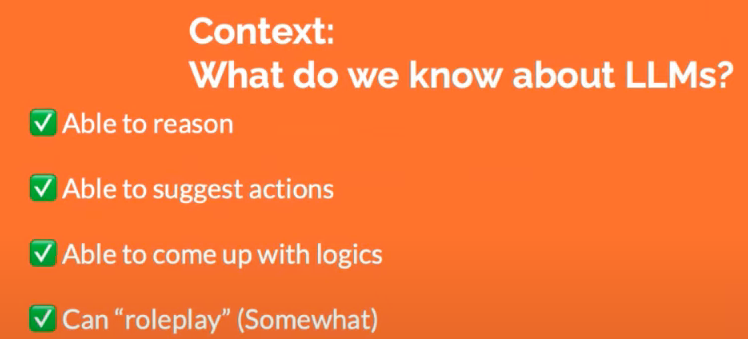 Context:
What do we know about LLMs?
✅ Able to reason
✅ Able to suggest actions
✅ Able to come up with logics
✅ Can “roleplay” (Somewhat)